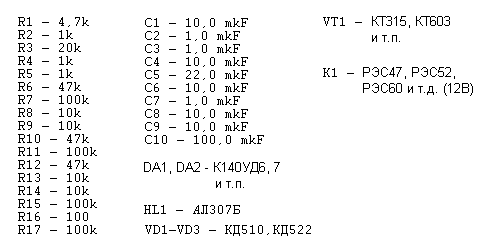 R1 – 4,7k
R2 – 1k
R3 – 20k
R4 – 1k
R5 – 1k
R6 – 47k
R7 – 100k
R8 – 10k
R9 – 10k
R10 – 47k
R11 – 100k
R12 – 47k
R13 – 10k
R14 – 10k
R15 – 100k
R16 – 100
R17 – 100k
C1 – 10,0 mkF
C2 – 1,0 mkF
C3 – 1,0 mkF
C4 – 10,0 mkF
C5 – 22,0 mkF
C6 – 10,0 mkF
C7 – 1,0 mkF
C8 – 10,0 mkF
C9 – 10,0 mkF
C10 – 100,0 mkF
DA1, DA2 - К140УД6, 7
и т.п.
HL1 – АЛ307Б
VD1–VD3 – КД510,КД522
VT1 – КТ315, КТ603
и т.п.
K1 – РЭС47, РЭС52,
РЭС60 и т.д. (12В)